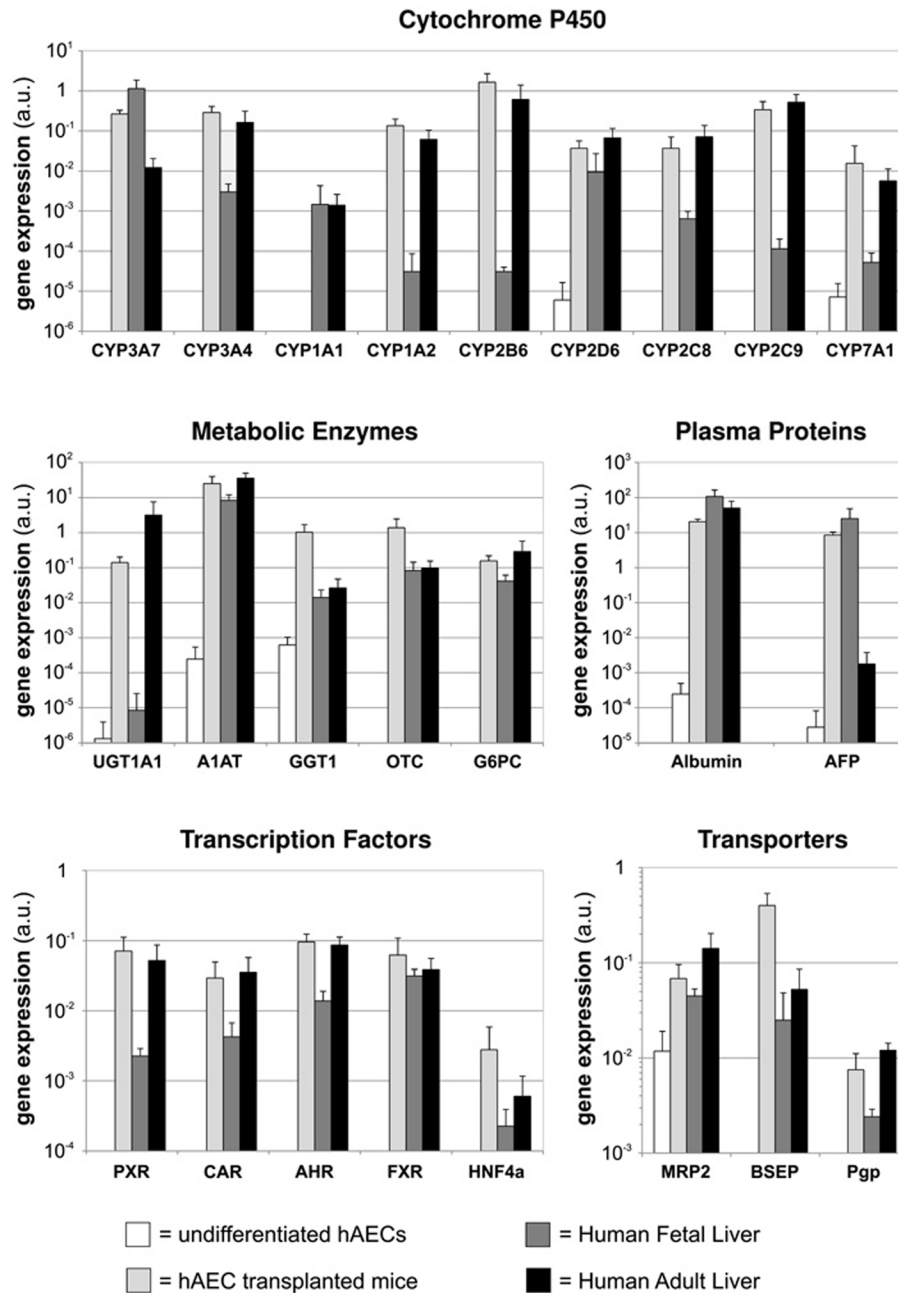 Cytochrome P450
gene expression (a.u.)
10¹
1
10⁻¹
10⁻²
10⁻³
10⁻⁴
10⁻⁵
10⁻⁶
CYP3A7 CYP3A4 CYP1A1 CYP1A2 CYP2B6 CYP2D6 CYP2C8 CYP2C9 CYP7A1
Metabolic Enzymes
gene expression (a.u.)
10²
10¹
1
10⁻¹
10⁻²
10⁻³
10⁻⁴
10⁻⁵
10⁻⁶
UGT1A1 A1AT GGT1 OTC G6PC
Plasma Proteins
gene expression (a.u.)
10³
10²
10¹
1
10⁻¹
10⁻²
10⁻³
10⁻⁴
10⁻⁵
Albumin AFP
Transcription Factors
gene expression (a.u.)
1
10⁻¹
10⁻²
10⁻³
10⁻⁴
PXR CAR AHR FXR HNF4a
Transporters
gene expression (a.u.)
1
10⁻¹
10⁻²
10⁻³
MRP2 BSEP Pgp
= undifferentiated hAECs
= Human Fetal Liver
= hAEC transplanted mice
= Human Adult Liver